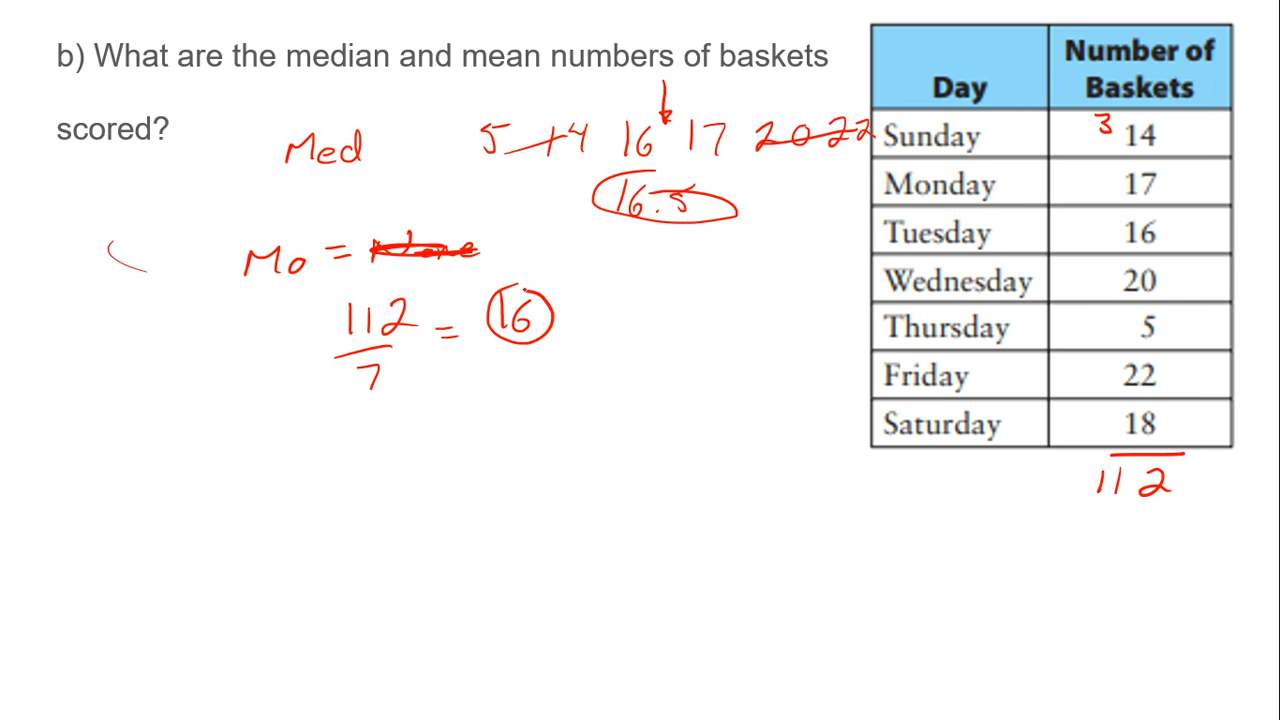 b) What are the median and mean numbers of baskets
scored?
Med 5 14 16 17 20 22
16.5
Mo = None
112 = 16
7
Day Number of Baskets
Sunday 3 14
Monday 17
Tuesday 16
Wednesday 20
Thursday 5
Friday 22
Saturday 18
112